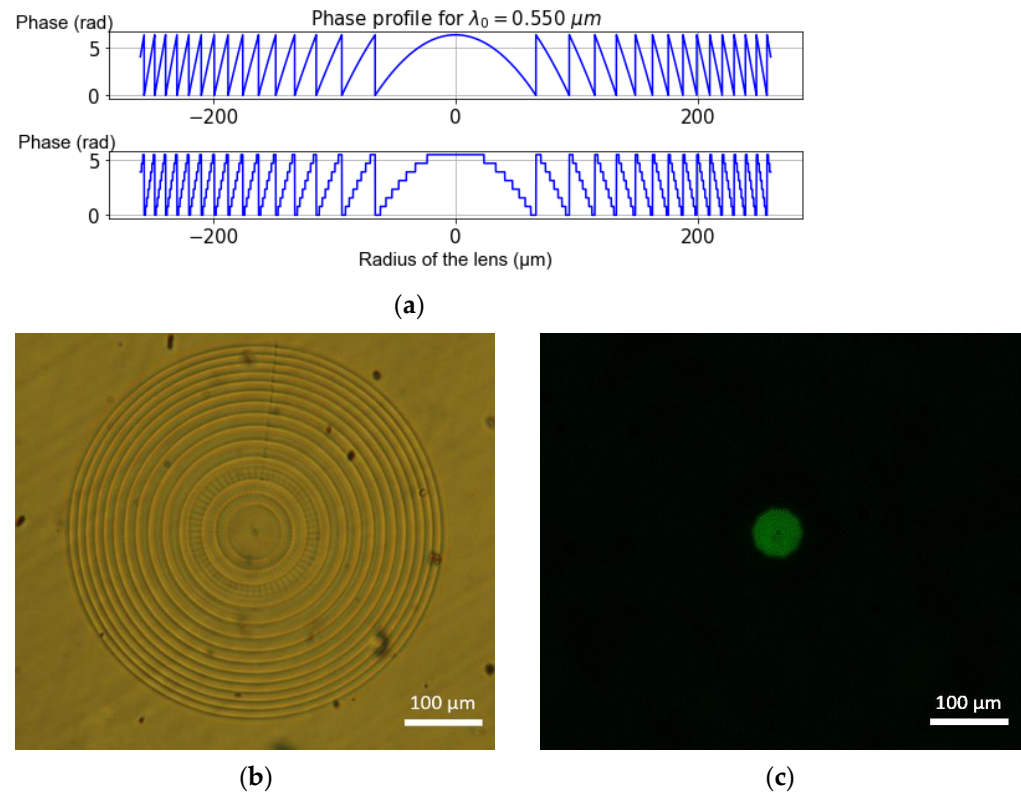 Phase profile for λ₀ = 0.550 μm
Phase (rad)
5
0
−200
0
200
Phase (rad)
5
0
−200
0
200
Radius of the lens (μm)
(a)
100 μm
100 μm
(b)
(c)